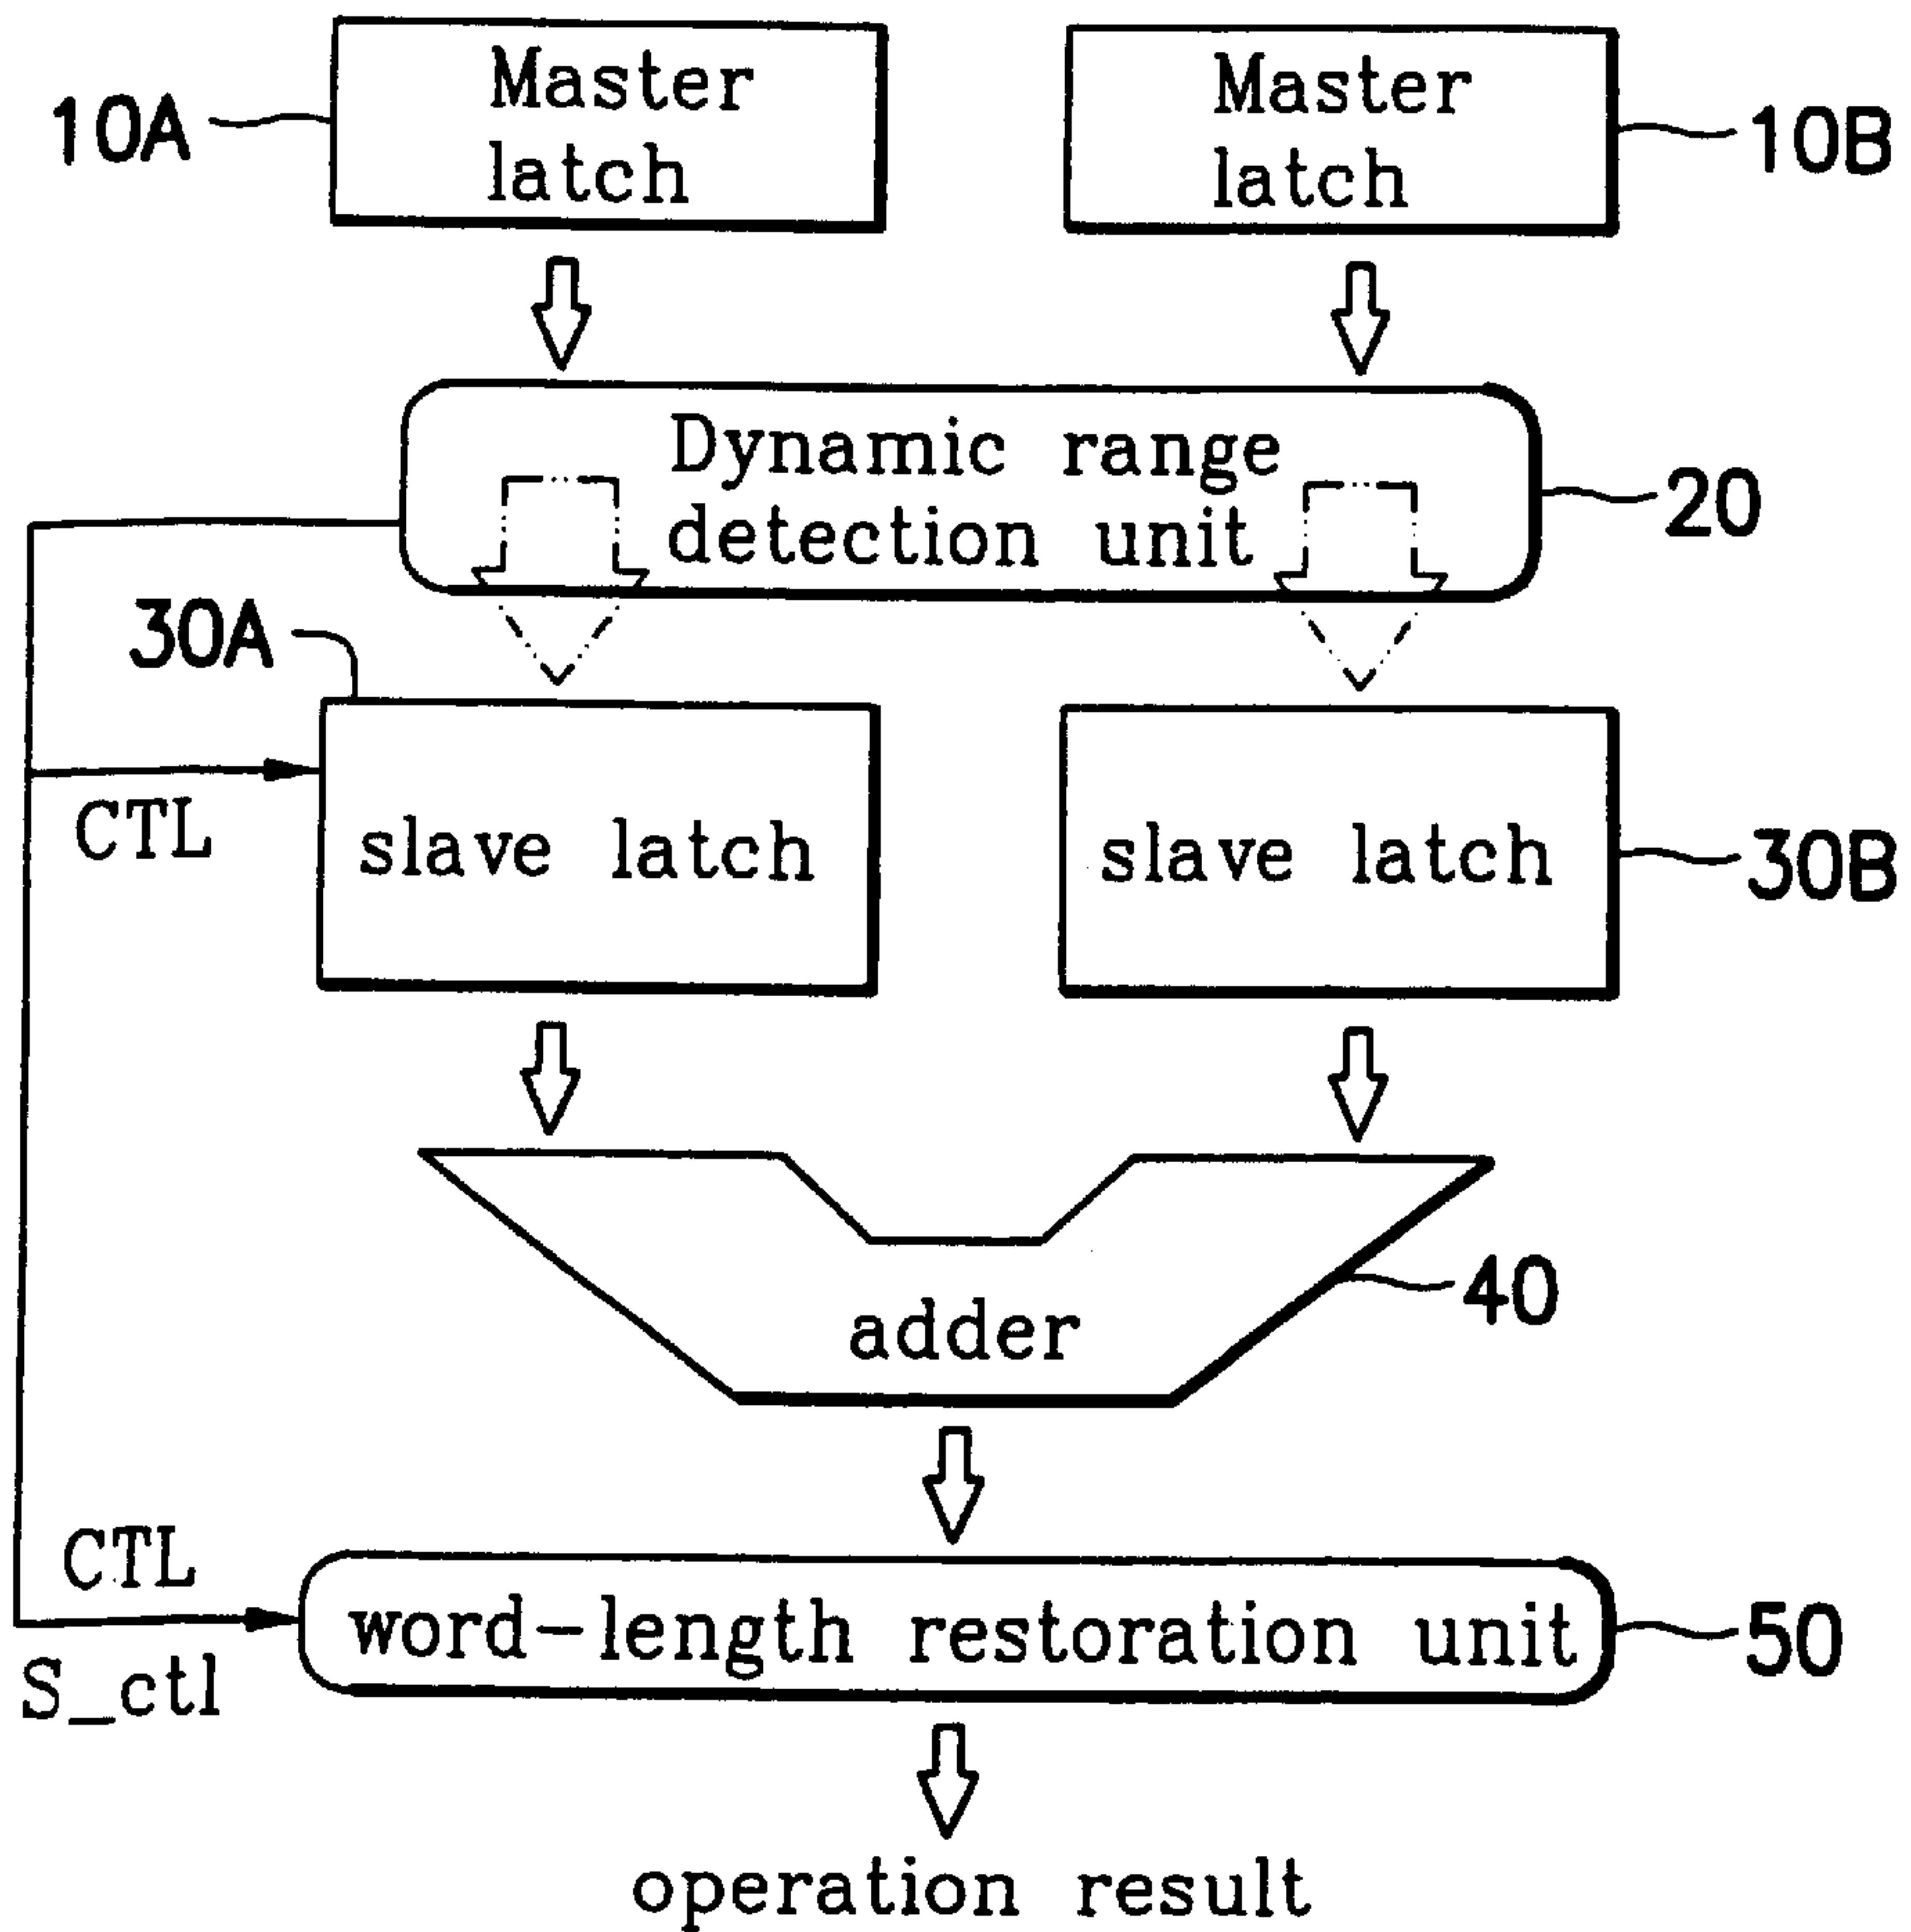 10A
Master
latch
Master
latch
10B
Dynamic range
detection unit
20
30A
CTL
slave latch
slave latch
30B
adder
40
CTL
S_ctl
word-length restoration unit
50
operation result